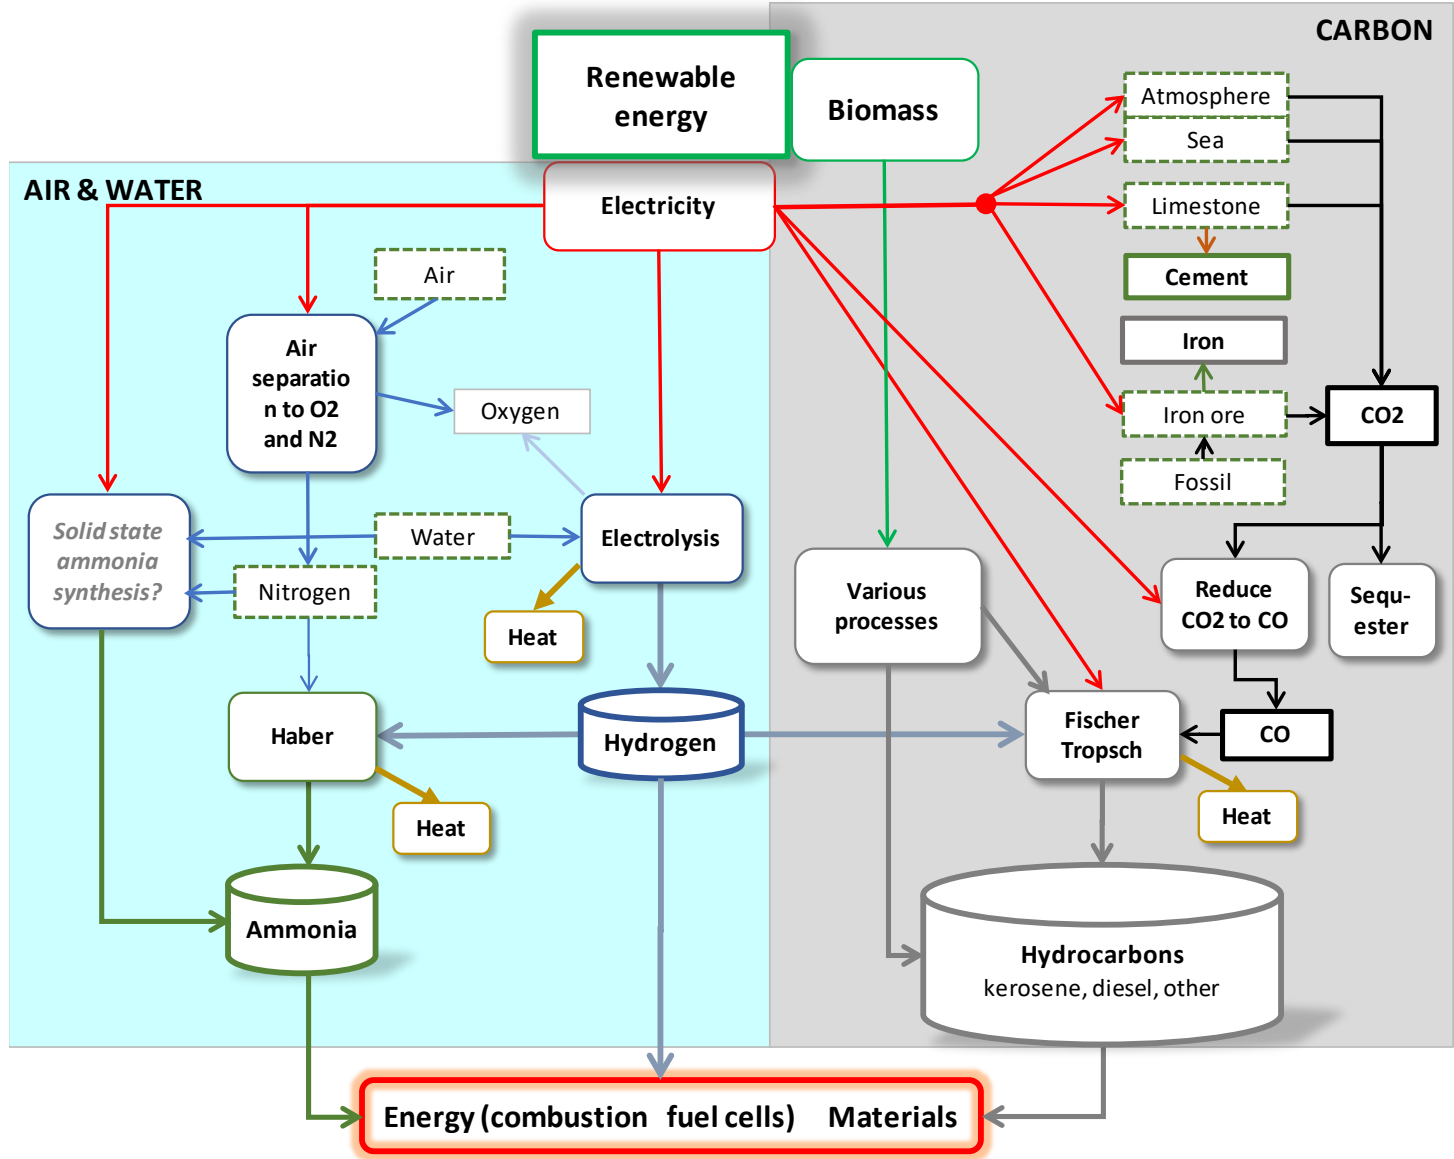 CARBON
Renewable
energy
Biomass
Atmosphere
Sea
AIR & WATER
Electricity
Limestone
Air
Cement
Air
separatio
n to O2
and N2
Iron
Oxygen
Iron ore
CO2
Fossil
Solid state
ammonia
synthesis?
Water
Electrolysis
Nitrogen
Heat
Various
processes
Reduce
CO2 to CO
Sequ-
ester
Haber
Hydrogen
Fischer
Tropsch
CO
Heat
Heat
Ammonia
Hydrocarbons
kerosene, diesel, other
Energy (combustion fuel cells) Materials